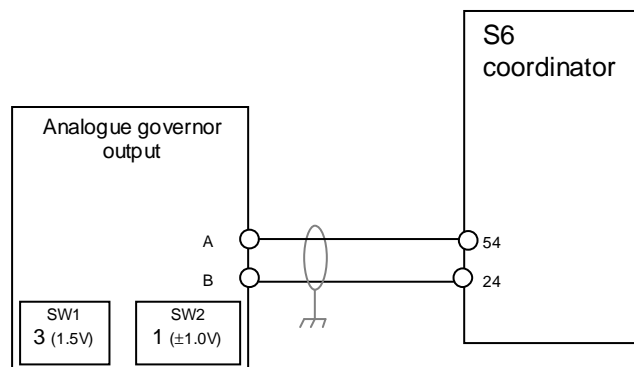 S6
coordinator
Analogue governor
output
A
54
B
24
SW1
3 (1.5V)
SW2
1 (±1.0V)